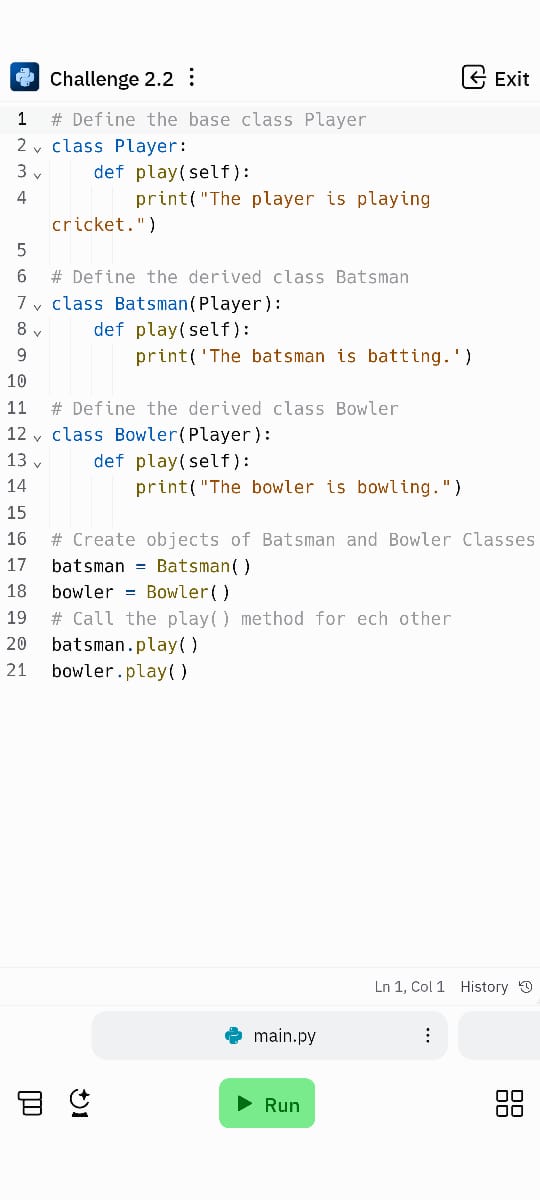 Challenge 2.2
Exit
1 # Define the base class Player
2 class Player:
3     def play(self):
4         print("The player is playing
cricket.")
5
6 # Define the derived class Batsman
7 class Batsman(Player):
8     def play(self):
9         print('The batsman is batting.')
10
11 # Define the derived class Bowler
12 class Bowler(Player):
13     def play(self):
14         print("The bowler is bowling.")
15
16 # Create objects of Batsman and Bowler Classes
17 batsman = Batsman()
18 bowler = Bowler()
19 # Call the play() method for ech other
20 batsman.play()
21 bowler.play()
Ln 1, Col 1 History
main.py
Run